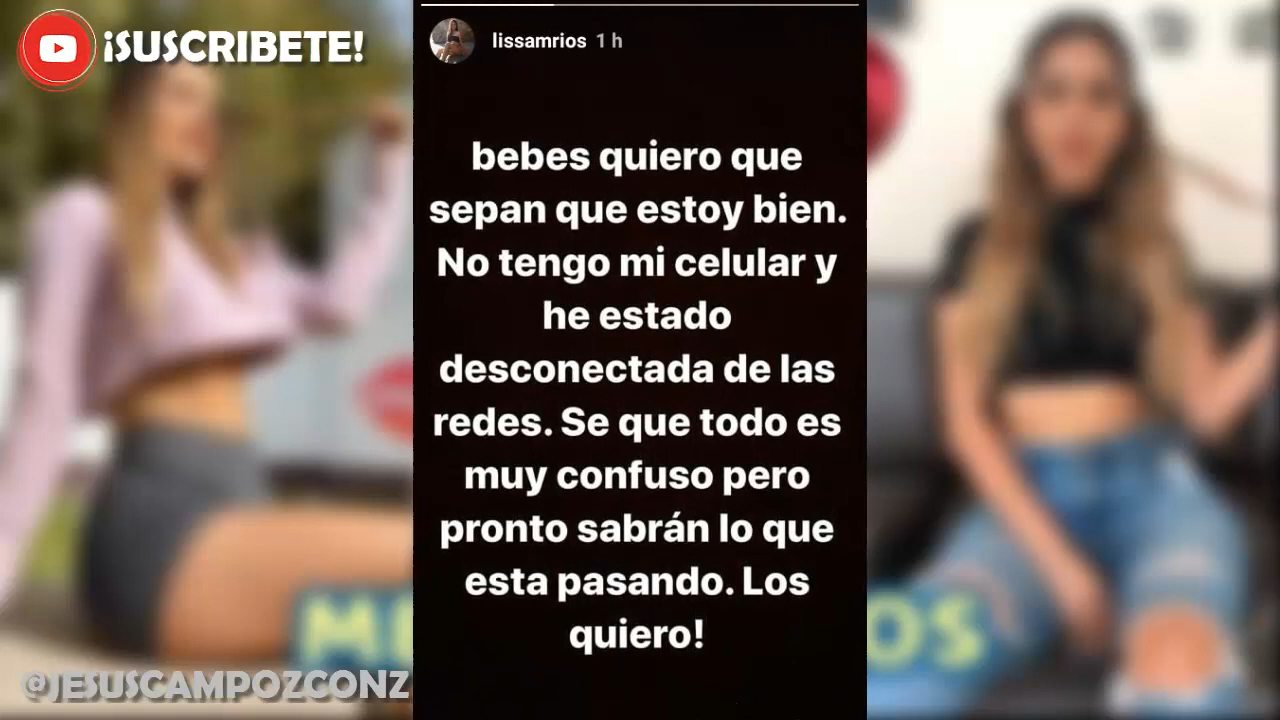 ¡SUSCRIBETE!
lissamrios 1 h
bebes quiero que
sepan que estoy bien.
No tengo mi celular y
he estado
desconectada de las
redes. Se que todo es
muy confuso pero
pronto sabrán lo que
esta pasando. Los
quiero!
OS
@JESUSCAMPOZCONZ